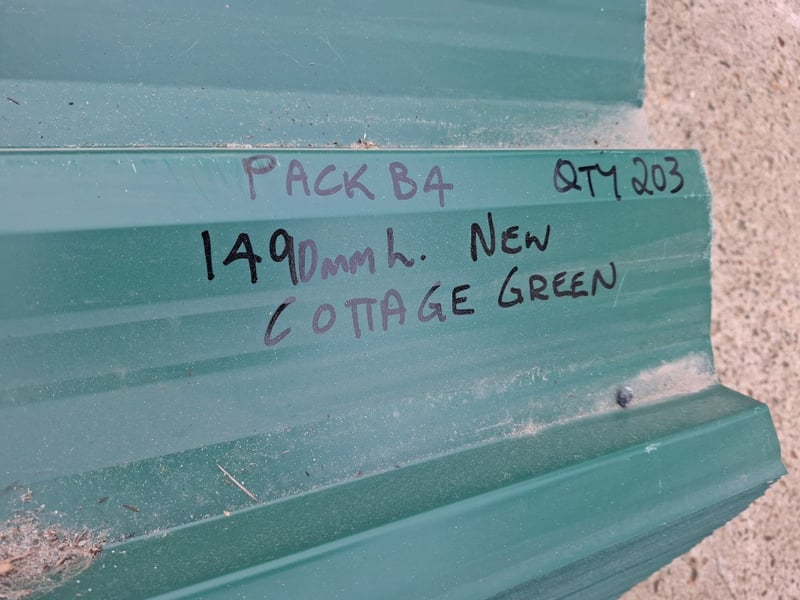 PACK B4 QTY 203
1490mm L. NEW
COTTAGE GREEN